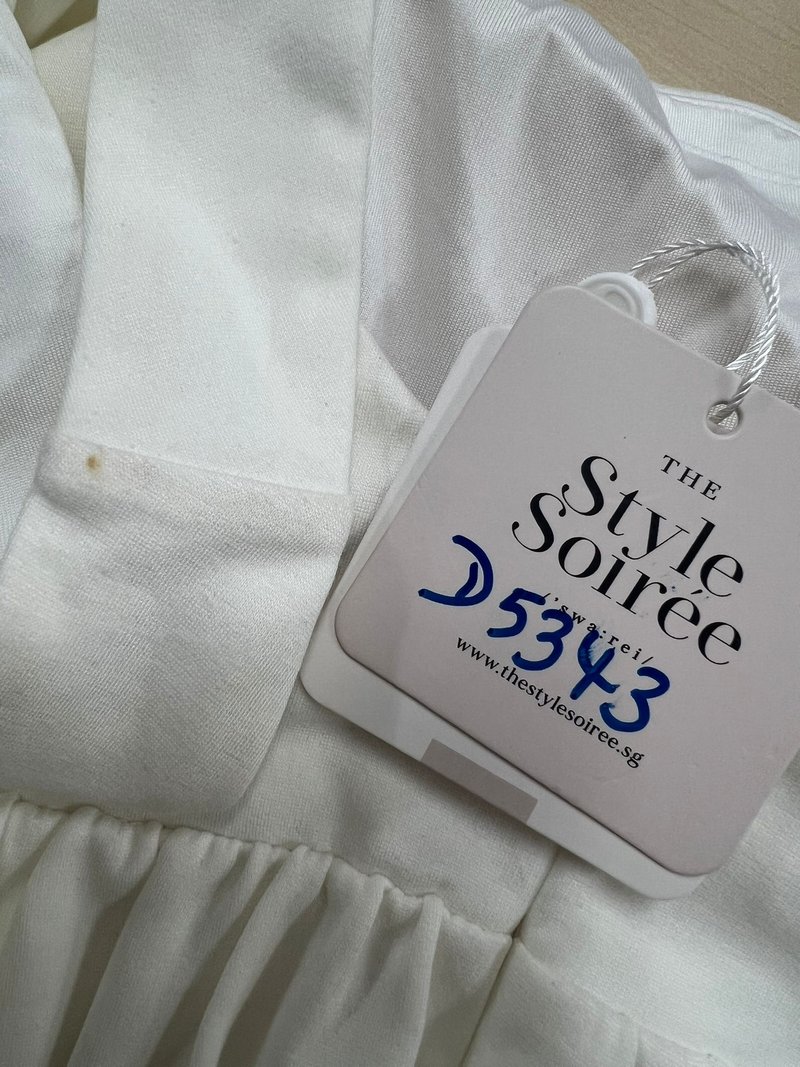 THE
Style
Soirée
/'swa:rei/
D5343
www.thestylesoiree.sg